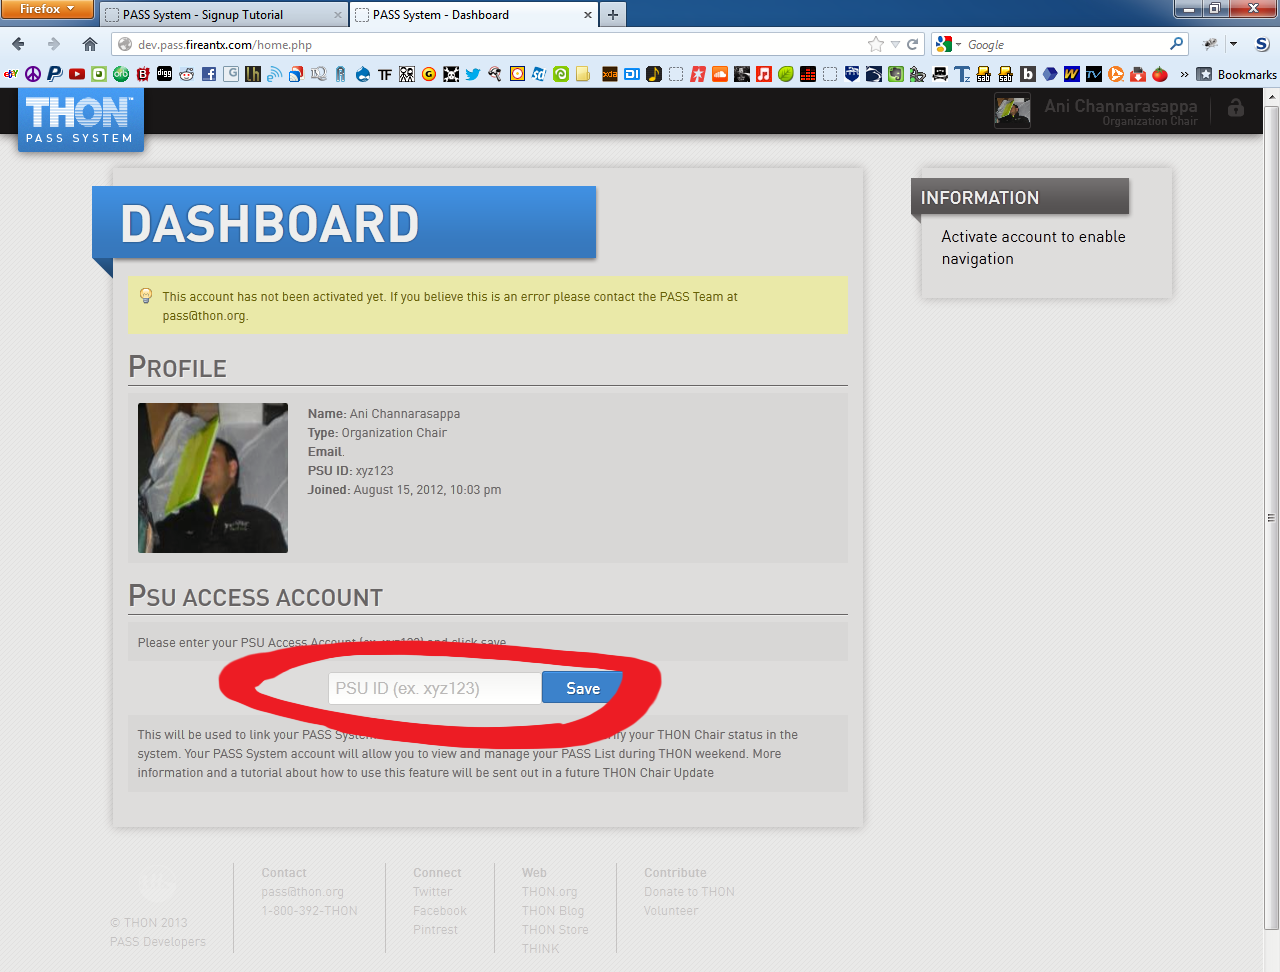 Firefox
PASS System - Signup Tutorial
PASS System - Dashboard
dev.pass.fireantx.com/home.php
Google
Bookmarks
THON™
PASS SYSTEM
Ani Channarasappa
Organization Chair
DASHBOARD
INFORMATION
Activate account to enable
navigation
This account has not been activated yet. If you believe this is an error please contact the PASS Team at
pass@thon.org.
PROFILE
Name: Ani Channarasappa
Type: Organization Chair
Email.
PSU ID: xyz123
Joined: August 15, 2012, 10:03 pm
PSU ACCESS ACCOUNT
Please enter your PSU Access Account (ex. xyz123) and click save
PSU ID (ex. xyz123)
Save
This will be used to link your PASS System your THON Chair status in the
system. Your PASS System account will allow you to view and manage your PASS List during THON weekend. More
information and a tutorial about how to use this feature will be sent out in a future THON Chair Update
© THON 2013
PASS Developers
Contact
pass@thon.org
1-800-392-THON
Connect
Twitter
Facebook
Pintrest
Web
THON.org
THON Blog
THON Store
THINK
Contribute
Donate to THON
Volunteer